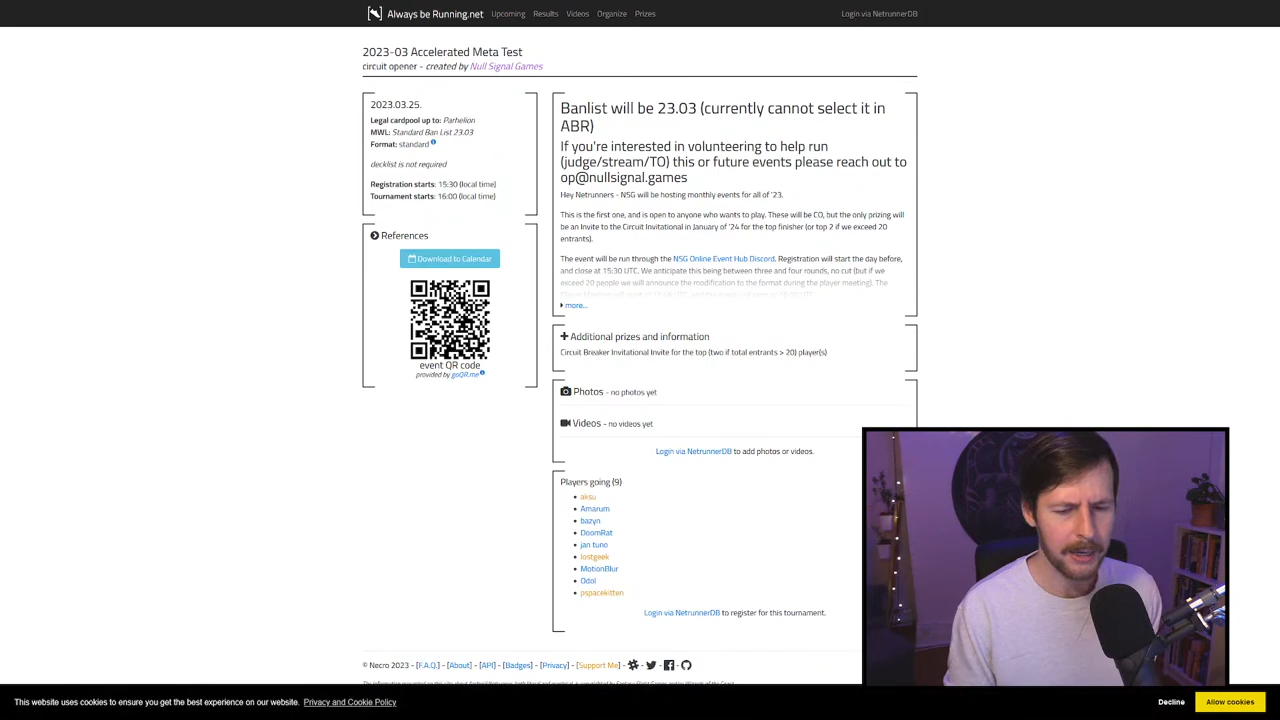 Always be Running.net Upcoming Results Videos Organize Prizes Login via NetrunnerDB
2023-03 Accelerated Meta Test
circuit opener - created by Null Signal Games
2023.03.25.
Legal cardpool up to: Parhelion
MWL: Standard Ban List 23.03
Format: standard
decklist is not required
Registration starts: 15:30 (local time)
Tournament starts: 16:00 (local time)
References
Download to Calendar
event QR code
provided by goQR.me
Banlist will be 23.03 (currently cannot select it in
ABR)
If you're interested in volunteering to help run
(judge/stream/TO) this or future events please reach out to
op@nullsignal.games
Hey Netrunners - NSG will be hosting monthly events for all of '23.
This is the first one, and is open to anyone who wants to play. These will be CO, but the only prizing will
be an Invite to the Circuit Invitational in January of '24 for the top finisher (or top 2 if we exceed 20
entrants).
The event will be run through the NSG Online Event Hub Discord. Registration will start the day before,
and close at 15:30 UTC. We anticipate this being between three and four rounds, no cut (but if we
exceed 20 people we will announce the modification to the format during the player meeting). The
more...
Additional prizes and information
Circuit Breaker Invitational Invite for the top (two if total entrants > 20) player(s)
Photos - no photos yet
Videos - no videos yet
Login via NetrunnerDB to add photos or videos.
Players going (9)
aksu
Amarum
bazyn
DoomRat
jan tuno
lostgeek
MotionBlur
Odol
pspacekitten
Login via NetrunnerDB to register for this tournament.
© Necro 2023 - [F.A.Q.] - [About] - [API] - [Badges] - [Privacy] - [Support Me] -
This website uses cookies to ensure you get the best experience on our website. Privacy and Cookie Policy
Decline Allow cookies